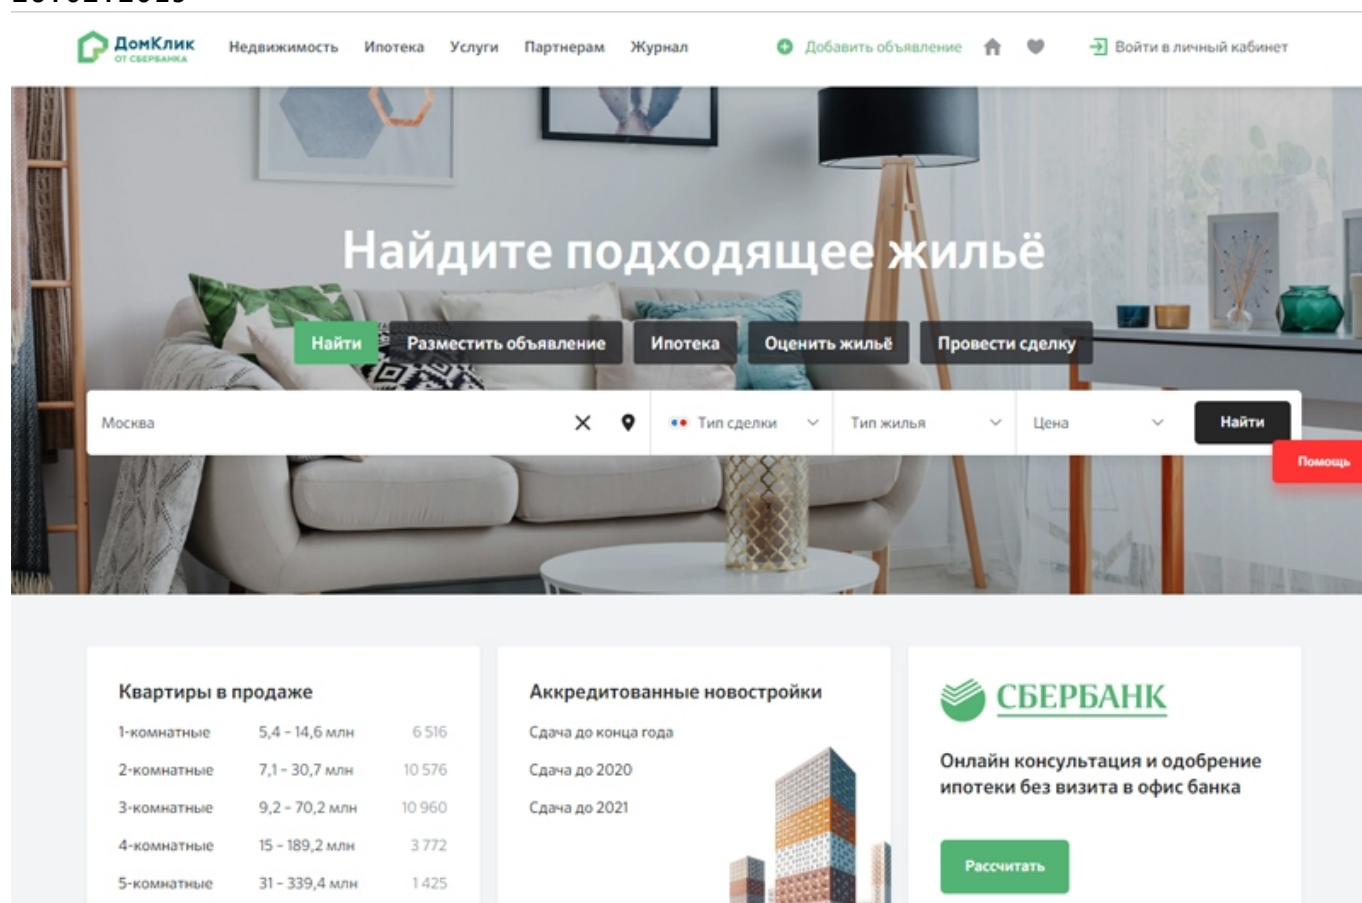 ДомКлик
ОТ СБЕРБАНКА
Недвижимость Ипотека Услуги Партнерам Журнал
Добавить объявление
Войти в личный кабинет
Найдите подходящее жильё
Найти Разместить объявление Ипотека Оценить жильё Провести сделку
Москва Тип сделки Тип жилья Цена Найти
Помощь
Квартиры в продаже
1-комнатные 5,4 – 14,6 млн 6 516
2-комнатные 7,1 – 30,7 млн 10 576
3-комнатные 9,2 – 70,2 млн 10 960
4-комнатные 15 – 189,2 млн 3 772
5-комнатные 31 – 339,4 млн 1 425
Аккредитованные новостройки
Сдача до конца года
Сдача до 2020
Сдача до 2021
СБЕРБАНК
Онлайн консультация и одобрение
ипотеки без визита в офис банка
Рассчитать